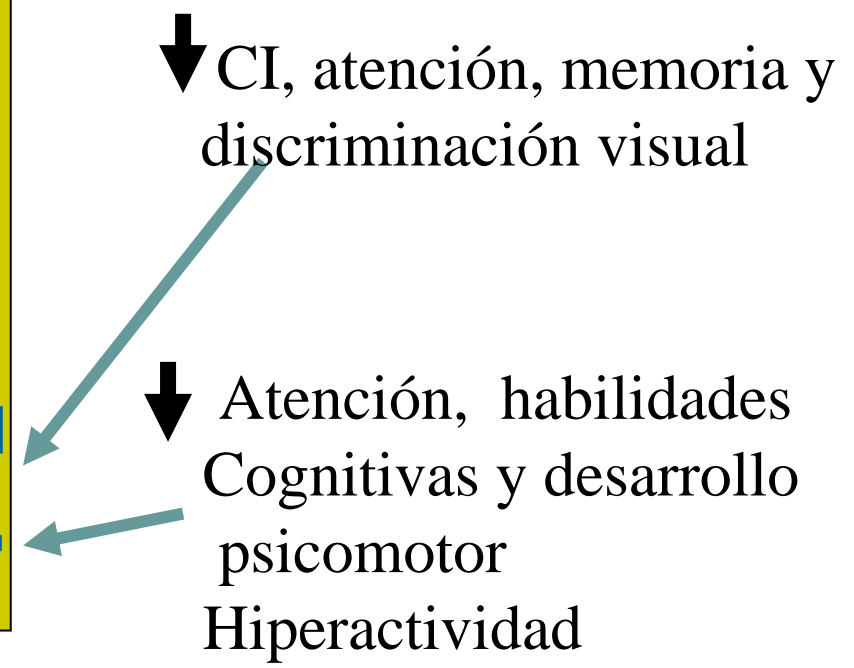 CI, atención, memoria y
discriminación visual
Atención, habilidades
Cognitivas y desarrollo
psicomotor
Hiperactividad